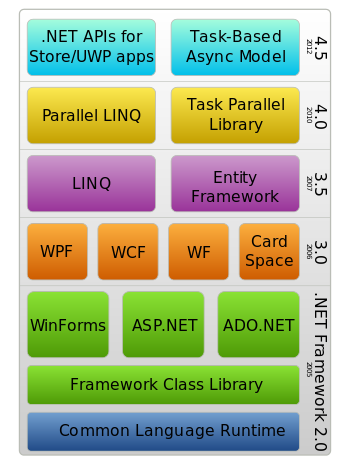 .NET APIs for
Store/UWP apps
Task-Based
Async Model
4.5
2012
Parallel LINQ
Task Parallel
Library
4.0
2010
LINQ
Entity
Framework
3.5
2007
WPF
WCF
WF
Card
Space
3.0
2006
WinForms
ASP.NET
ADO.NET
Framework Class Library
Common Language Runtime
.NET Framework 2.0
2005